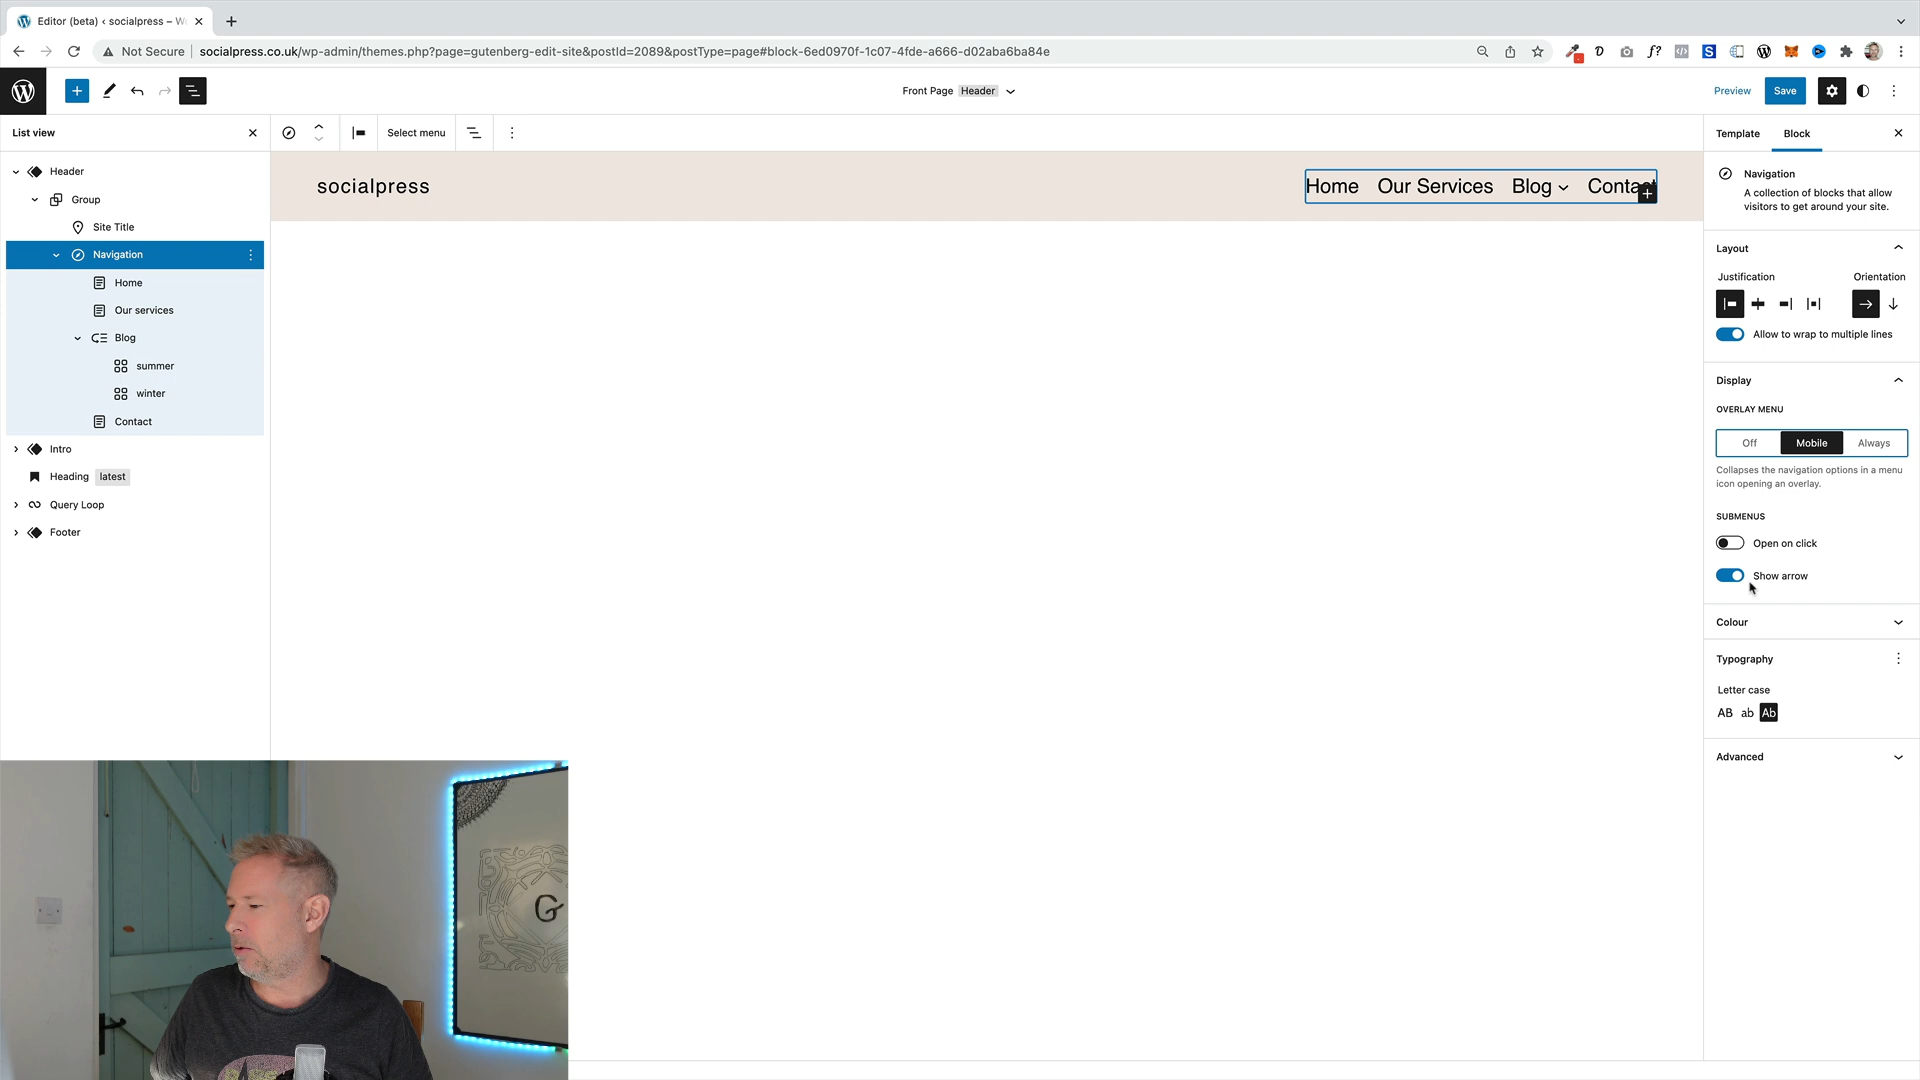 Editor (beta) ‹ socialpress – W
Not Secure
socialpress.co.uk/wp-admin/themes.php?page=gutenberg-edit-site&postId=2089&postType=page#block-6ed0970f-1c07-4fde-a666-d02aba6ba84e
Front Page Header
Preview
Save
List view
Select menu
Template
Block
Header
Group
Site Title
Navigation
Home
Our services
Blog
summer
winter
Contact
Intro
Heading latest
Query Loop
Footer
socialpress
Home Our Services Blog Contact
Navigation
A collection of blocks that allow
visitors to get around your site.
Layout
Justification
Orientation
Allow to wrap to multiple lines
Display
OVERLAY MENU
Off
Mobile
Always
Collapses the navigation options in a menu
icon opening an overlay.
SUBMENUS
Open on click
Show arrow
Colour
Typography
Letter case
AB ab Ab
Advanced
G